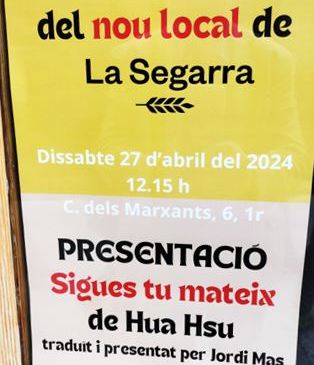 del nou local de
La Segarra
Dissabte 27 d'abril del 2024
12.15 h
C. dels Marxants, 6, 1r
PRESENTACIÓ
Sigues tu mateix
de Hua Hsu
traduït i presentat per Jordi Mas